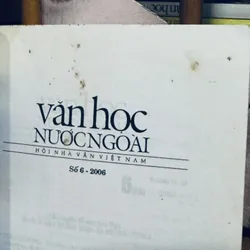 văn học
NƯỚC NGOÀI
HỘI NHÀ VĂN VIỆT NAM
Số 6 - 2006